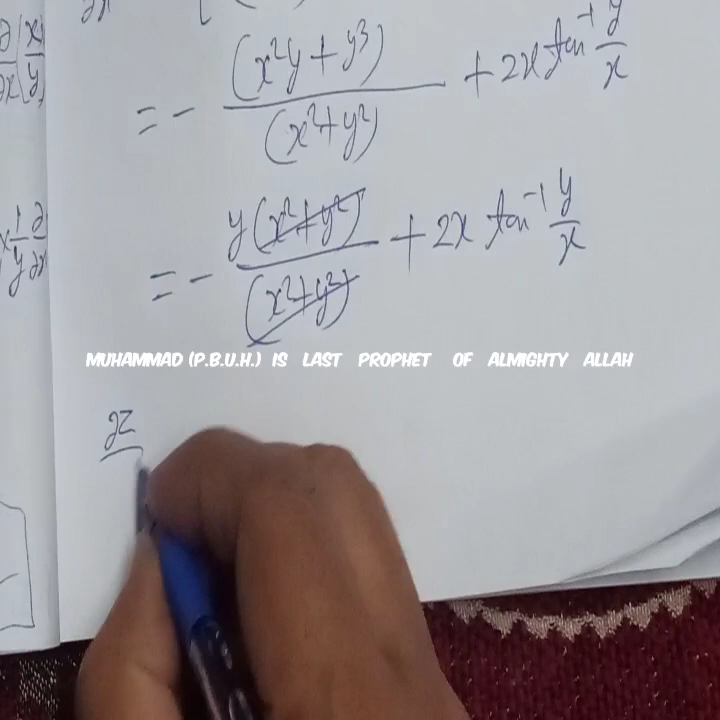 ∂/∂x (x/y)
∂x
= - (x²y + y³)/(x²+y²) + 2x tan⁻¹ y/x
x 1/y ∂/∂x
= - y(x²+y²)/(x²+y²) + 2x tan⁻¹ y/x
MUHAMMAD (P.B.U.H.) IS LAST PROPHET OF ALMIGHTY ALLAH
∂z